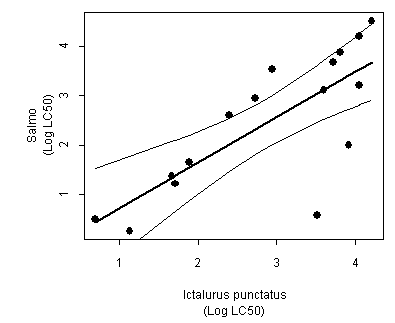 4
3
2
1
Salmo
(Log LC50)
1 2 3 4
Ictalurus punctatus
(Log LC50)